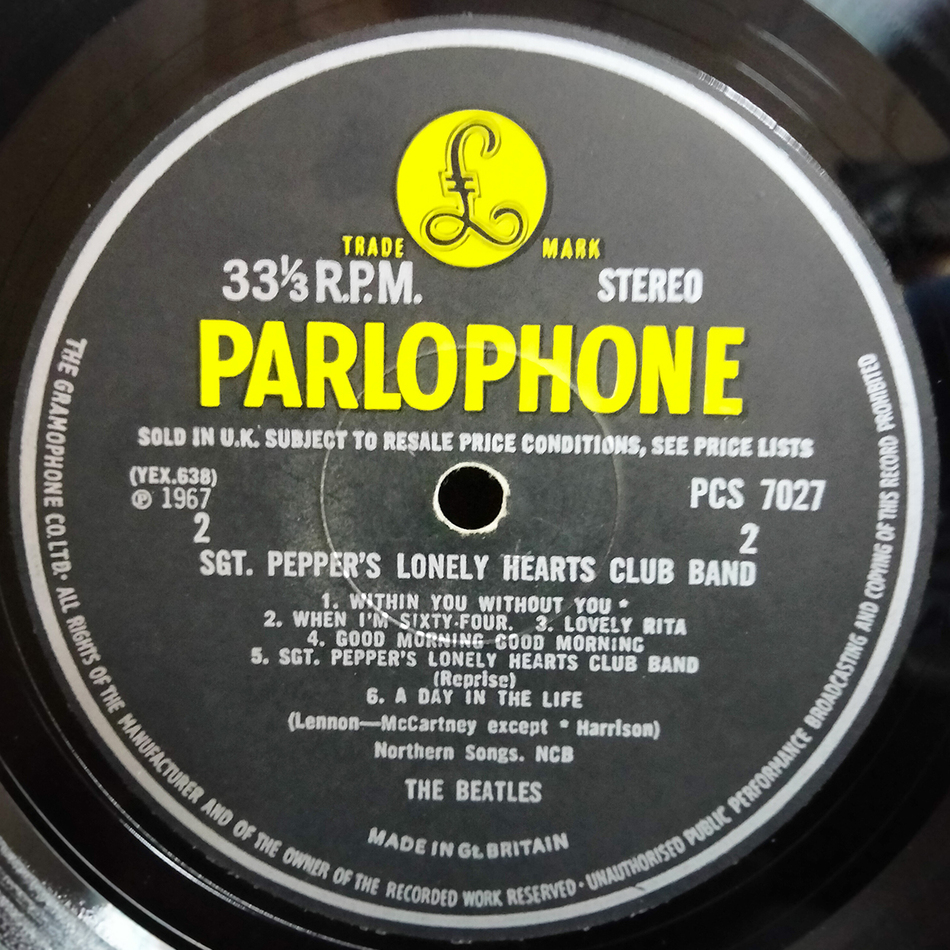 £
TRADE MARK
33⅓ R.P.M. STEREO
PARLOPHONE
SOLD IN U.K. SUBJECT TO RESALE PRICE CONDITIONS, SEE PRICE LISTS
(YEX.638)
℗ 1967 PCS 7027
2 2
SGT. PEPPER'S LONELY HEARTS CLUB BAND
1. WITHIN YOU WITHOUT YOU *
2. WHEN I'M SIXTY-FOUR. 3. LOVELY RITA
4. GOOD MORNING GOOD MORNING
5. SGT. PEPPER'S LONELY HEARTS CLUB BAND
(Reprise)
6. A DAY IN THE LIFE
(Lennon—McCartney except * Harrison)
Northern Songs. NCB
THE BEATLES
MADE IN Gt. BRITAIN
THE GRAMOPHONE CO. LTD· ALL RIGHTS OF THE MANUFACTURER AND OF THE OWNER OF THE RECORDED WORK RESERVED · UNAUTHORISED PUBLIC PERFORMANCE BROADCASTING AND COPYING OF THIS RECORD PROHIBITED